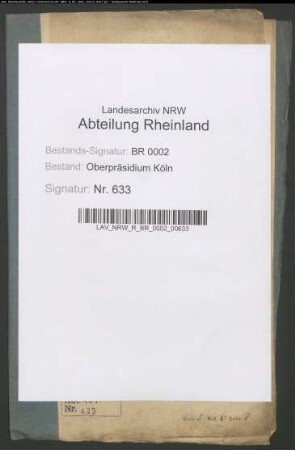 Landesarchiv NRW
Abteilung Rheinland
Bestands-Signatur: BR 0002
Bestand: Oberpräsidium Köln
Signatur: Nr. 633
LAV_NRW_R_BR_0002_00633
Nr. 633